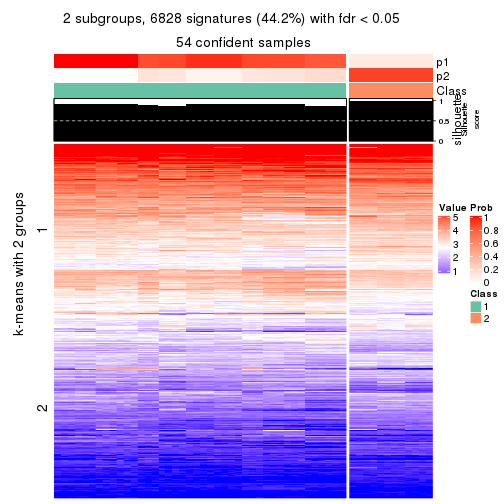 2 subgroups, 6828 signatures (44.2%) with fdr < 0.05
54 confident samples
p1
p2
Class
1
0.5
0
silhouette
Silhouette
score
k-means with 2 groups
1
2
Value
5
4
3
2
1
Prob
1
0.8
0.6
0.4
0.2
0
Class
1
2